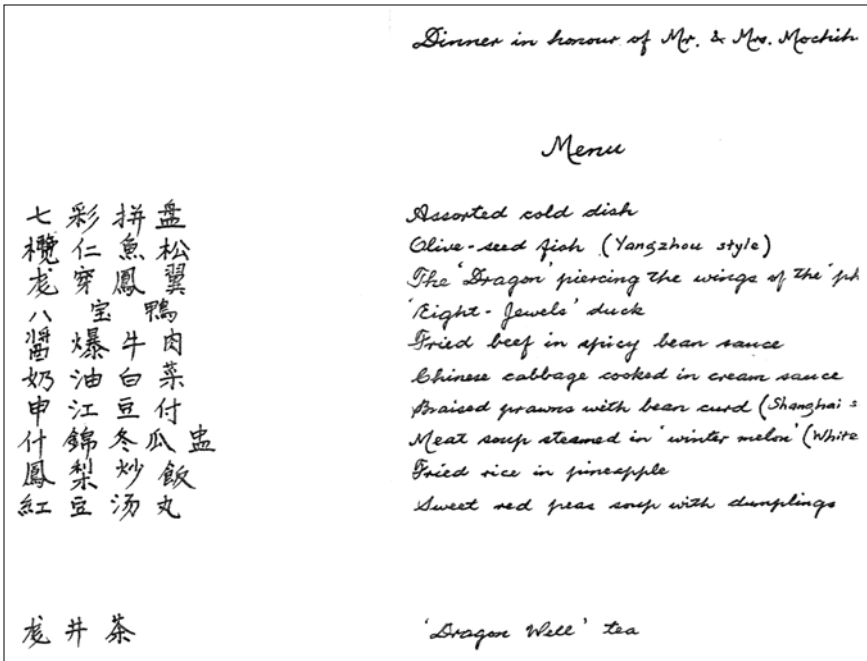 Dinner in honour of Mr. & Mrs. Mochih
Menu
七彩拼盘
Assorted cold dish
欖仁魚松
Olive-seed fish (Yangzhou style)
龙穿鳳翼
The 'Dragon' piercing the wings of the 'ph
八宝鴨
'Eight-Jewels' duck
醬爆牛肉
Fried beef in spicy bean sauce
奶油白菜
Chinese cabbage cooked in cream sauce
申江豆付
Braised prawns with bean curd (Shanghai s
什錦冬瓜盅
Meat soup steamed in 'winter melon' (White
鳳梨炒飯
Fried rice in pineapple
紅豆汤丸
Sweet red peas soup with dumplings
龙井茶
'Dragon Well' tea